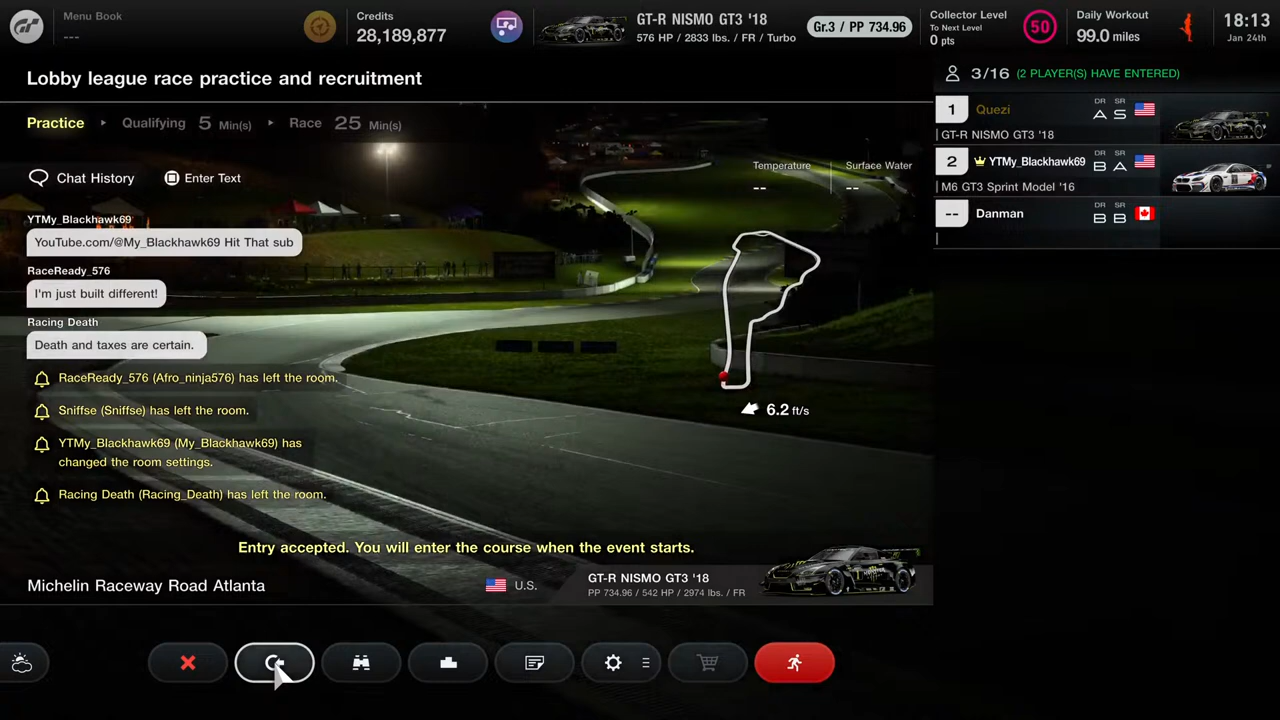 Menu Book
---
Credits
28,189,877
GT-R NISMO GT3 '18
576 HP / 2833 lbs. / FR / Turbo
Gr.3 / PP 734.96
Collector Level
To Next Level
0 pts
50
Daily Workout
99.0 miles
18:13
Jan 24th
Lobby league race practice and recruitment
Practice Qualifying 5 Min(s) Race 25 Min(s)
Chat History Enter Text
Temperature
--
Surface Water
--
YTMy_Blackhawk69
YouTube.com/@My_Blackhawk69 Hit That sub
RaceReady_576
I'm just built different!
Racing Death
Death and taxes are certain.
RaceReady_576 (Afro_ninja576) has left the room.
Sniffse (Sniffse) has left the room.
YTMy_Blackhawk69 (My_Blackhawk69) has
changed the room settings.
Racing Death (Racing_Death) has left the room.
6.2 ft/s
Entry accepted. You will enter the course when the event starts.
Michelin Raceway Road Atlanta
U.S.
GT-R NISMO GT3 '18
PP 734.96 / 542 HP / 2974 lbs. / FR
3/16 (2 PLAYER(S) HAVE ENTERED)
1 Quezi DR A SR S
GT-R NISMO GT3 '18
2 YTMy_Blackhawk69 DR B SR A
M6 GT3 Sprint Model '16
-- Danman DR B SR B